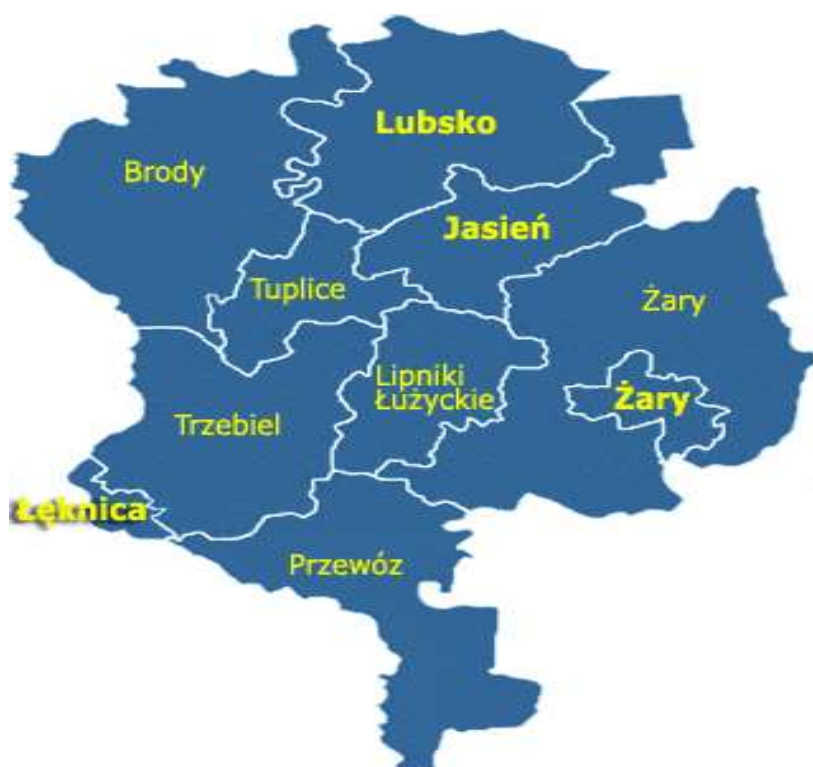 Lubsko
Brody
Jasień
Tuplice
Żary
Lipniki
Łużyckie
Żary
Trzebiel
Łęknica
Przewóz